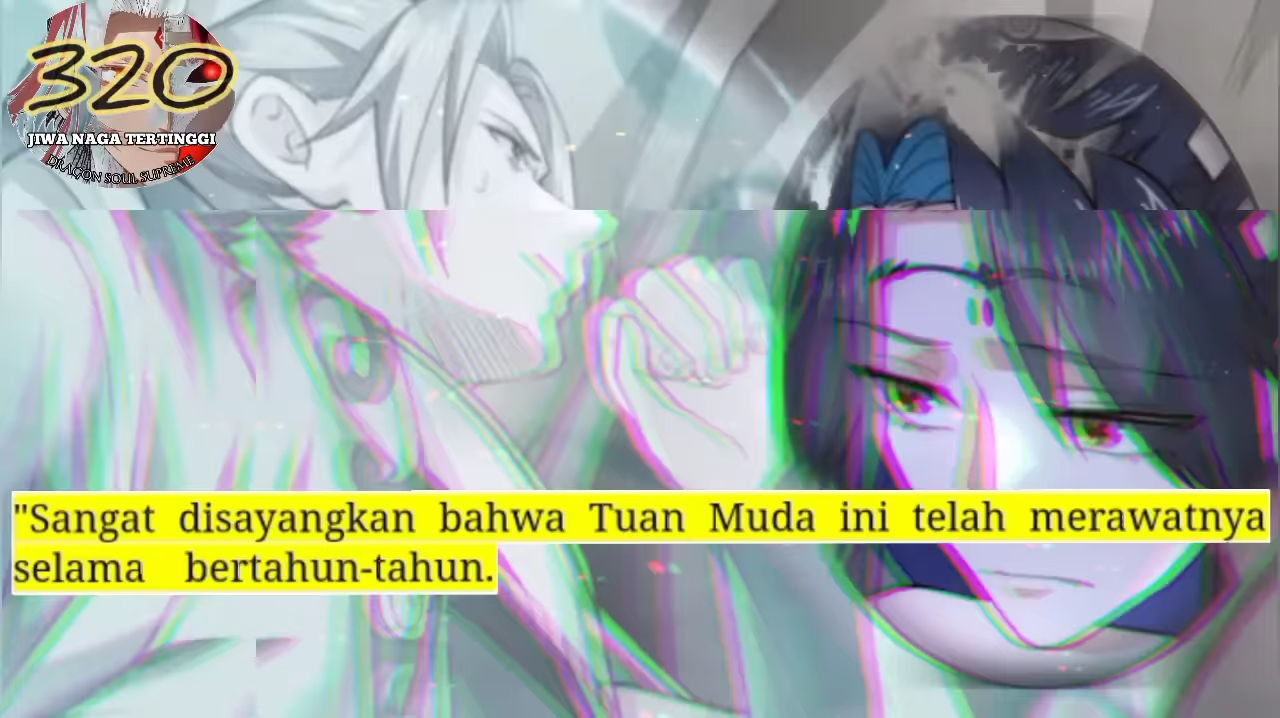 320
JIWA NAGA TERTINGGI
DRAGON SOUL SUPREME
"Sangat disayangkan bahwa Tuan Muda ini telah merawatnya
selama bertahun-tahun.